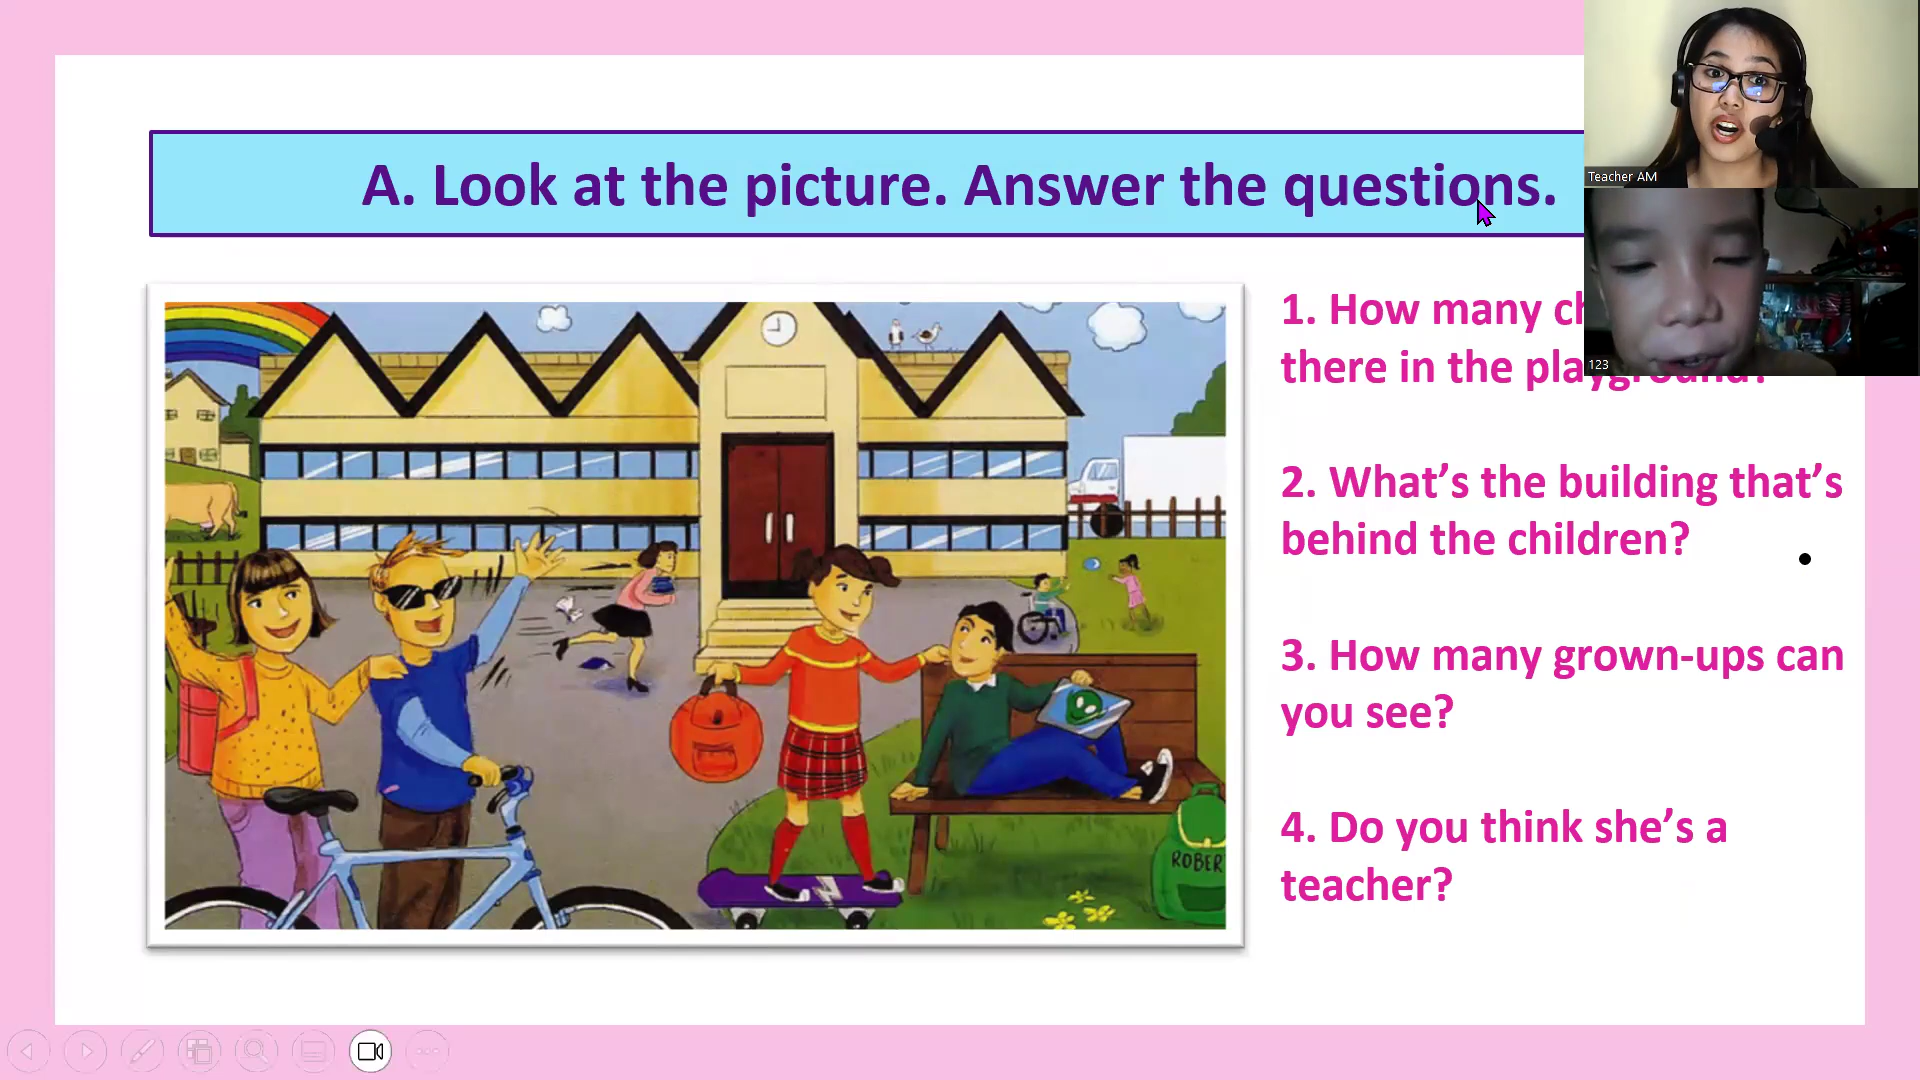 A. Look at the picture. Answer the questions.
Teacher AM
123
1. How many
there in the playground?
2. What's the building that's
behind the children?
3. How many grown-ups can
you see?
4. Do you think she's a
teacher?
ROBER